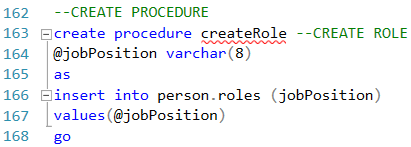 162 --CREATE PROCEDURE
163 create procedure createRole --CREATE ROLE
164 @jobPosition varchar(8)
165 as
166 insert into person.roles (jobPosition)
167 values(@jobPosition)
168 go